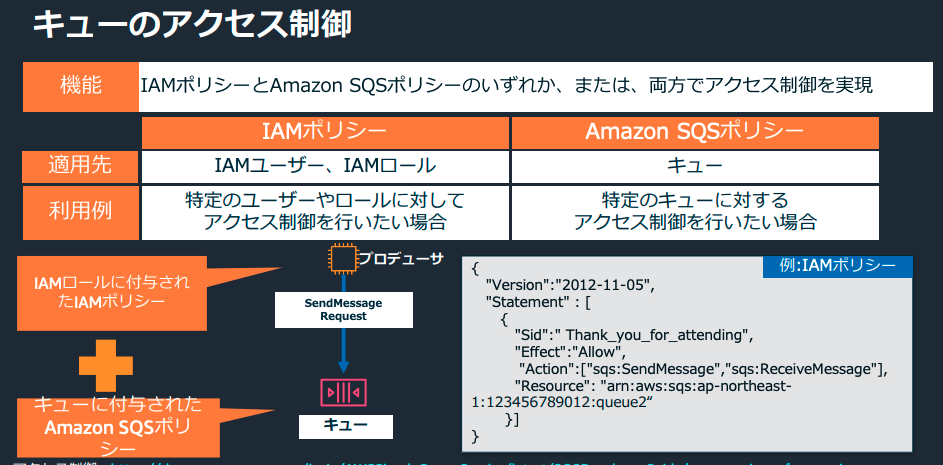 キューのアクセス制御
機能
IAMポリシーとAmazon SQSポリシーのいずれか、または、両方でアクセス制御を実現
IAMポリシー
Amazon SQSポリシー
適用先
IAMユーザー、IAMロール
キュー
利用例
特定のユーザーやロールに対して
アクセス制御を行いたい場合
特定のキューに対する
アクセス制御を行いたい場合
プロデューサ
IAMロールに付与され
たIAMポリシー
SendMessage
Request
キューに付与された
Amazon SQSポリ
シー
キュー
例:IAMポリシー
{
"Version":"2012-11-05",
"Statement" : [
{
"Sid":" Thank_you_for_attending",
"Effect":"Allow",
"Action":["sqs:SendMessage","sqs:ReceiveMessage"],
"Resource": "arn:aws:sqs:ap-northeast-
1:123456789012:queue2“
}]
}